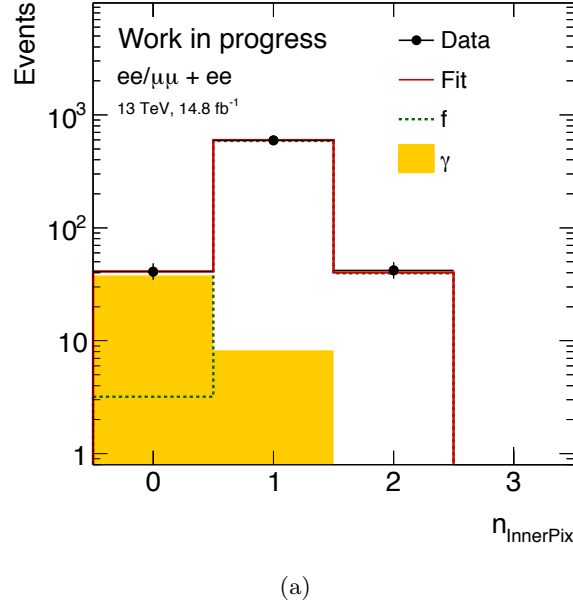 Events
Work in progress
ee/μμ + ee
13 TeV, 14.8 fb⁻¹
Data
Fit
f
γ
10³
10²
10
1
0 1 2 3
n_InnerPix
(a)